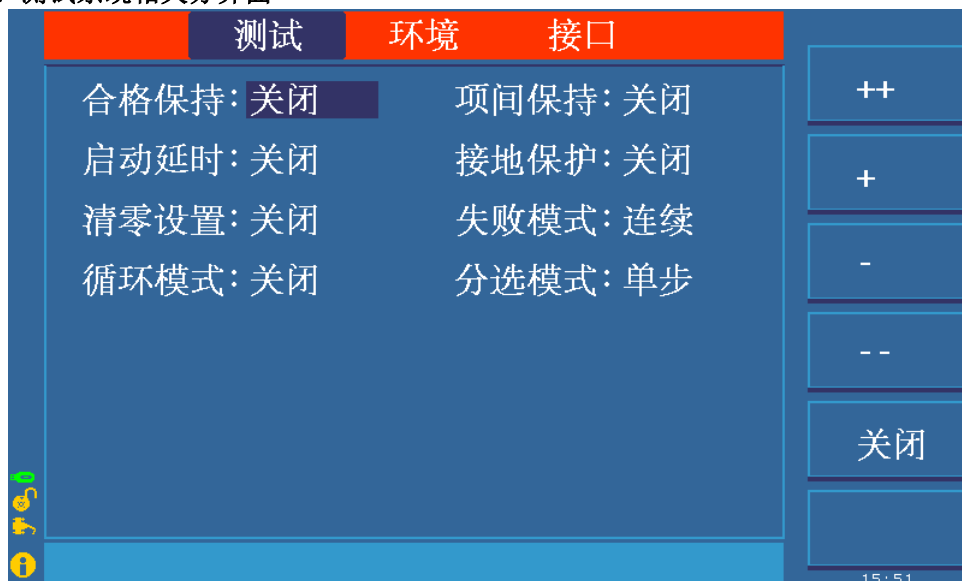 测试 环境 接口
合格保持：关闭 项间保持：关闭
启动延时：关闭 接地保护：关闭
清零设置：关闭 失败模式：连续
循环模式：关闭 分选模式：单步
++
+
-
--
关闭
15:51